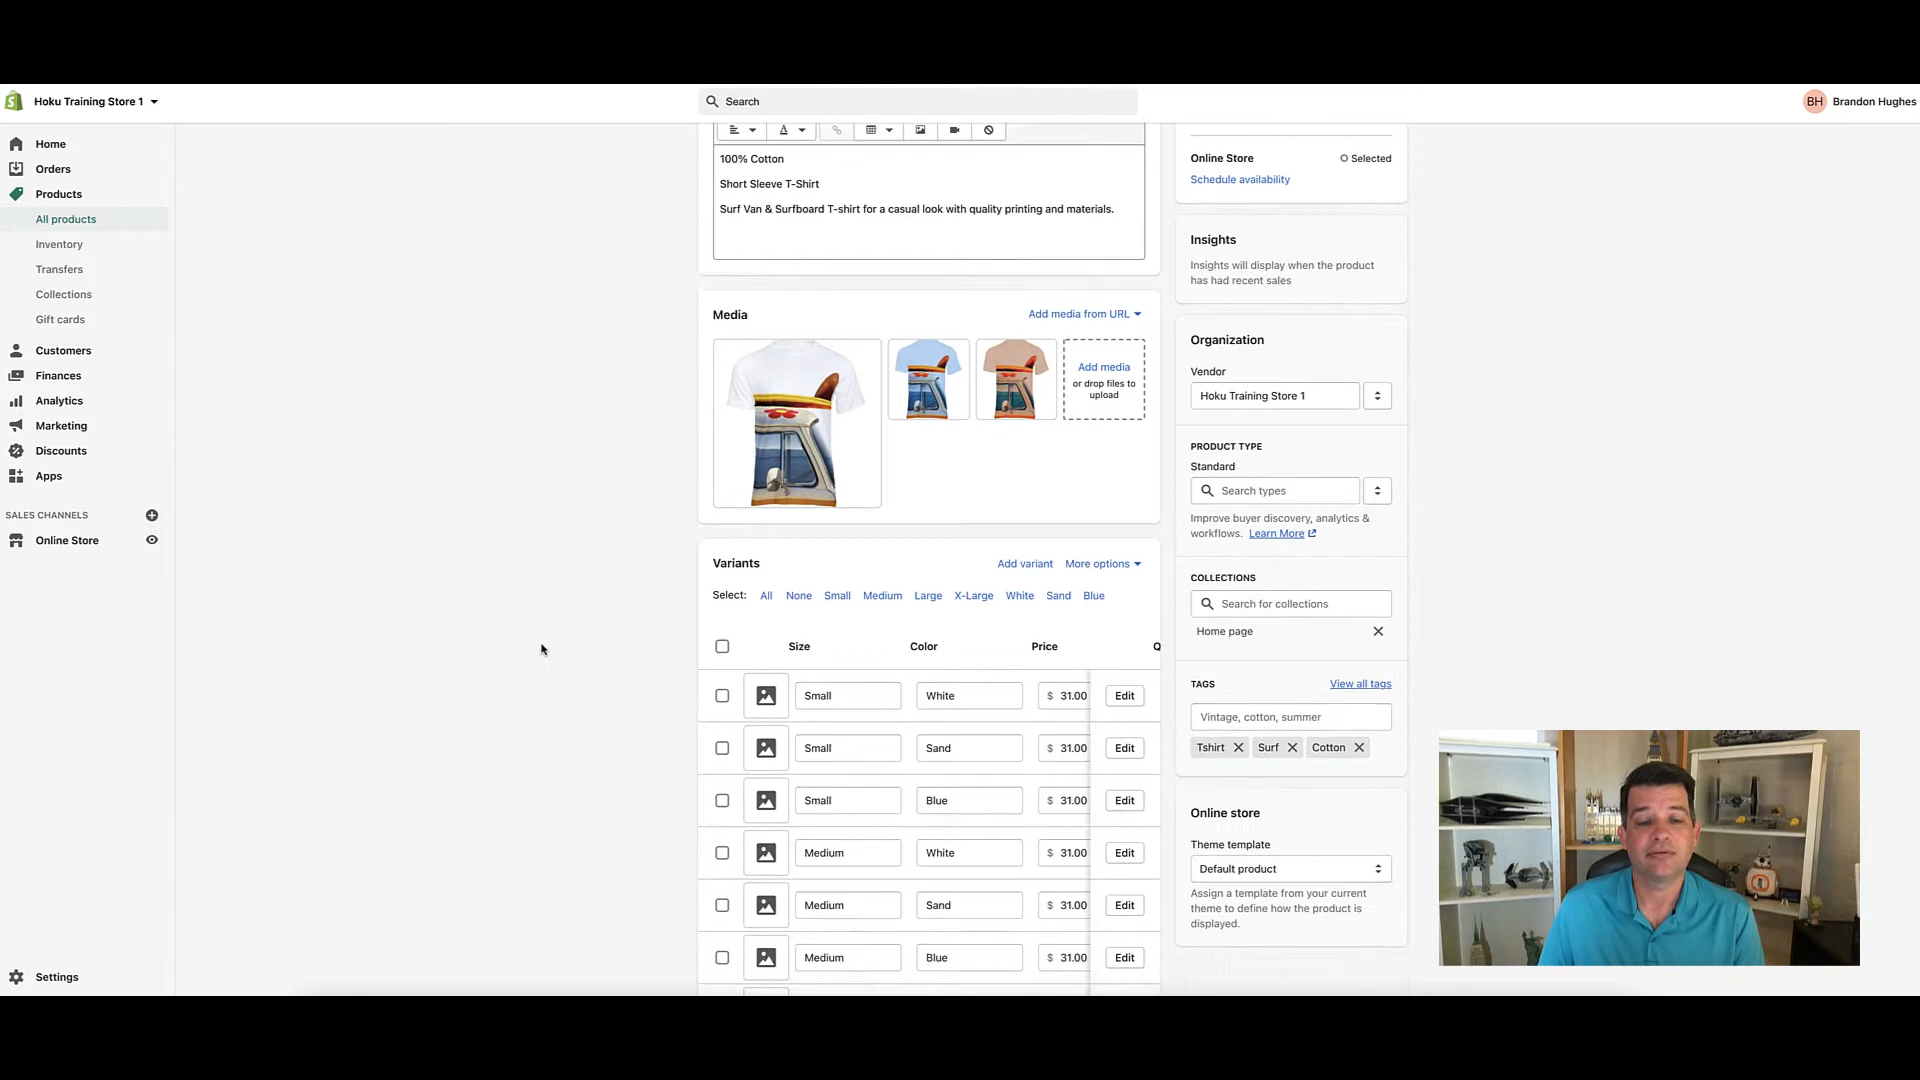 Hoku Training Store 1
Search
BH Brandon Hughes
Home
Orders
Products
All products
Inventory
Transfers
Collections
Gift cards
Customers
Finances
Analytics
Marketing
Discounts
Apps
SALES CHANNELS
Online Store
Settings
100% Cotton
Short Sleeve T-Shirt
Surf Van & Surfboard T-shirt for a casual look with quality printing and materials.
Media
Add media from URL
Add media
or drop files to
upload
Variants
Add variant More options
Select: All None Small Medium Large X-Large White Sand Blue
Size Color Price Q
Small White $ 31.00 Edit
Small Sand $ 31.00 Edit
Small Blue $ 31.00 Edit
Medium White $ 31.00 Edit
Medium Sand $ 31.00 Edit
Medium Blue $ 31.00 Edit
Online Store Selected
Schedule availability
Insights
Insights will display when the product
has had recent sales
Organization
Vendor
Hoku Training Store 1
PRODUCT TYPE
Standard
Search types
Improve buyer discovery, analytics &
workflows. Learn More
COLLECTIONS
Search for collections
Home page
TAGS View all tags
Vintage, cotton, summer
Tshirt Surf Cotton
Online store
Theme template
Default product
Assign a template from your current
theme to define how the product is
displayed.